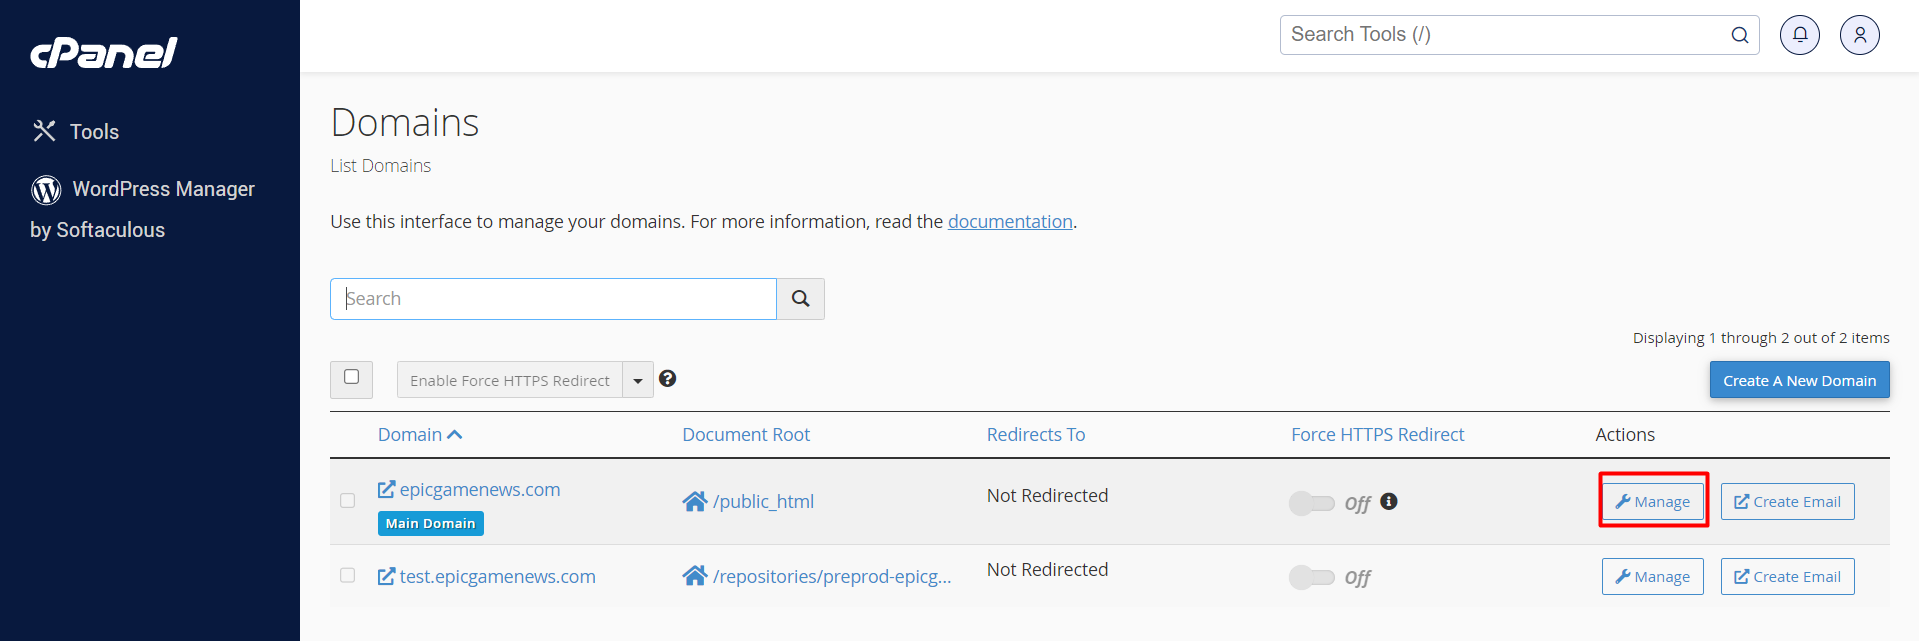 cPanel
Tools
WordPress Manager
by Softaculous
Search Tools (/)
Domains
List Domains
Use this interface to manage your domains. For more information, read the documentation.
Search
Displaying 1 through 2 out of 2 items
Enable Force HTTPS Redirect
Create A New Domain
Domain Document Root Redirects To Force HTTPS Redirect Actions
epicgamenews.com /public_html Not Redirected Off Manage Create Email
Main Domain
test.epicgamenews.com /repositories/preprod-epicg... Not Redirected Off Manage Create Email